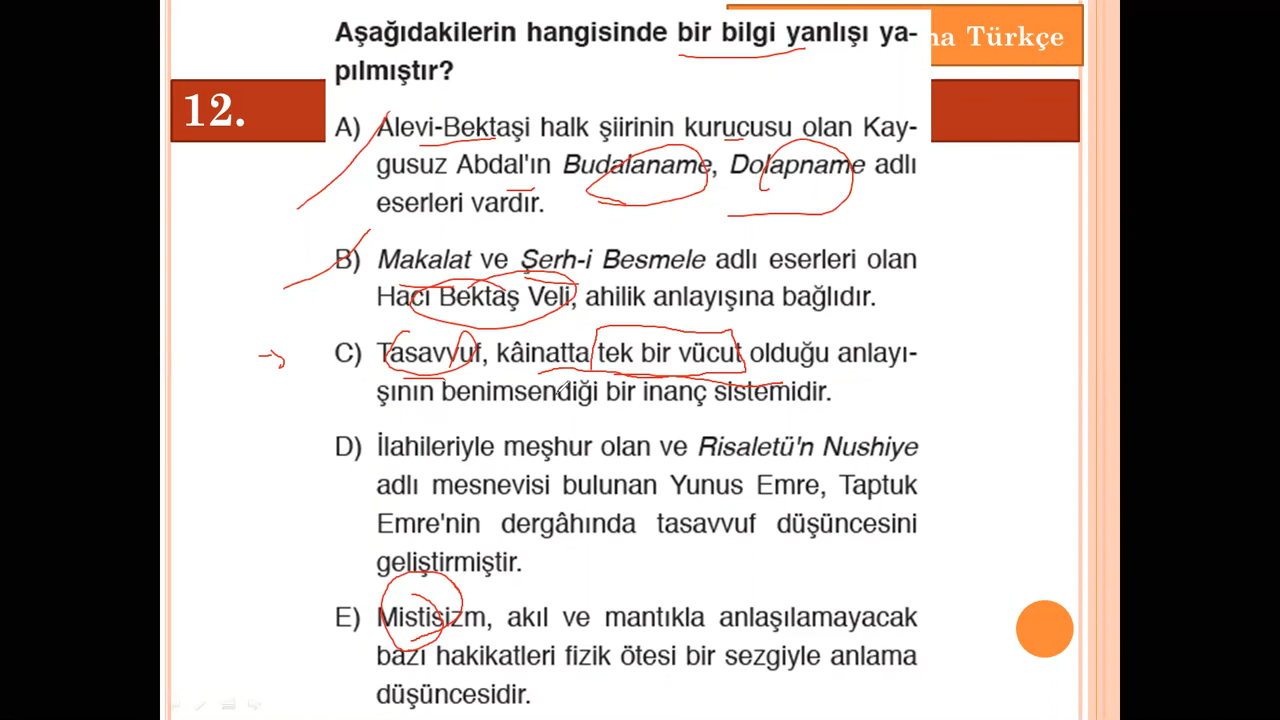 na Türkçe
12.
Aşağıdakilerin hangisinde bir bilgi yanlışı ya-
pılmıştır?
A) Alevi-Bektaşi halk şiirinin kurucusu olan Kay-
gusuz Abdal'ın Budalaname, Dolapname adlı
eserleri vardır.
B) Makalat ve Şerh-i Besmele adlı eserleri olan
Hacı Bektaş Veli, ahilik anlayışına bağlıdır.
C) Tasavvuf, kâinatta tek bir vücut olduğu anlayı-
şının benimsendiği bir inanç sistemidir.
D) İlahileriyle meşhur olan ve Risaletü'n Nushiye
adlı mesnevisi bulunan Yunus Emre, Taptuk
Emre'nin dergâhında tasavvuf düşüncesini
geliştirmiştir.
E) Mistisizm, akıl ve mantıkla anlaşılamayacak
bazı hakikatleri fizik ötesi bir sezgiyle anlama
düşüncesidir.